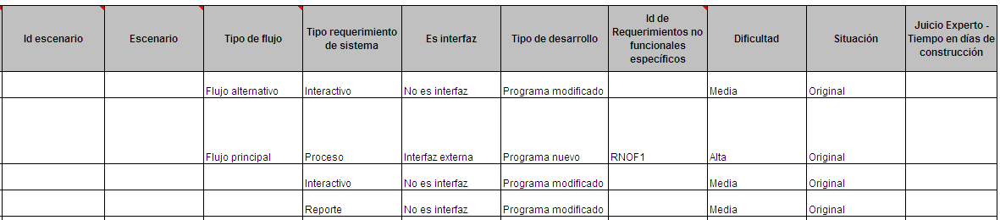 Id escenario
Escenario
Tipo de flujo
Tipo requerimiento
de sistema
Es interfaz
Tipo de desarrollo
Id de
Requerimientos no
funcionales
específicos
Dificultad
Situación
Juicio Experto -
Tiempo en días de
construcción
Flujo alternativo
Interactivo
No es interfaz
Programa modificado
Media
Original
Flujo principal
Proceso
Interfaz externa
Programa nuevo
RNOF1
Alta
Original
Interactivo
No es interfaz
Programa modificado
Media
Original
Reporte
No es interfaz
Programa modificado
Media
Original